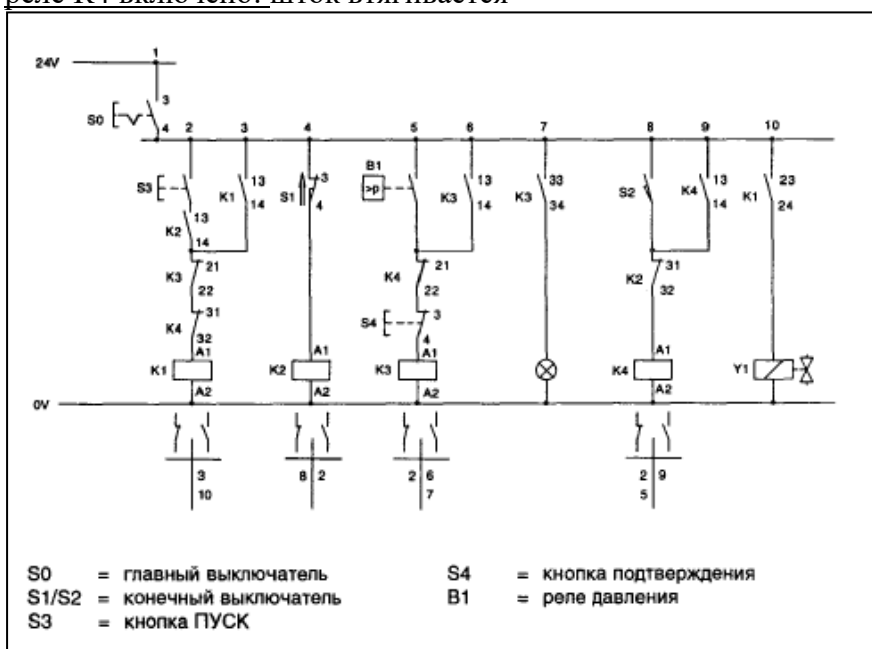 реле К4 включено: шток втягивается
1
24V
3
S0
4
2 3 4 5 6 7 8 9 10
S3 K1 13 14
S1 3 4
B1 >p
K3 13 14
K3 33 34
S2
K4 13 14
K1 23 24
K2 13 14
K3 21 22
K4 21 22
K2 31 32
K4 31 32
S4 3 4
A1 A1 A1 A1
K1 K2 K3 K4 Y1
A2 A2 A2 A2
0V
3 8 2 2 6 2 9
10 7 5
S0 = главный выключатель
S1/S2 = конечный выключатель
S3 = кнопка ПУСК
S4 = кнопка подтверждения
B1 = реле давления